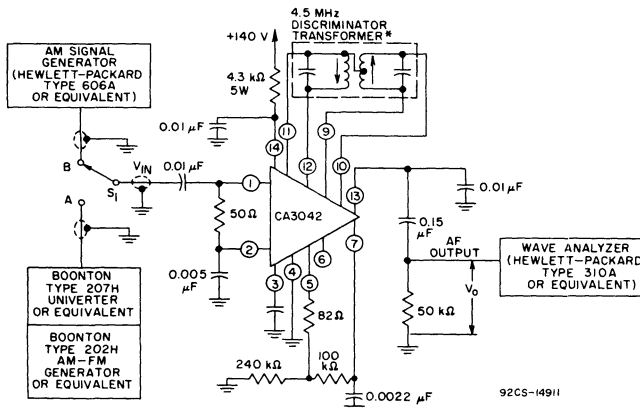 4.5 MHz
DISCRIMINATOR
TRANSFORMER*
+140 V
AM SIGNAL
GENERATOR
(HEWLETT-PACKARD
TYPE 606A
OR EQUIVALENT)
4.3 kΩ
5W
0.01 μF
11
9
14
12
10
B
VIN
0.01 μF
S1
A
1
13
0.01 μF
50Ω
CA3042
0.15
μF
2
7
6
AF
OUTPUT
WAVE ANALYZER
(HEWLETT-PACKARD
TYPE 310A
OR EQUIVALENT)
0.005
μF
3
4
5
Vo
BOONTON
TYPE 207H
UNIVERTER
OR EQUIVALENT
82Ω
50 kΩ
BOONTON
TYPE 202H
AM-FM
GENERATOR
OR EQUIVALENT
240 kΩ
100
kΩ
0.0022 μF
92CS-14911